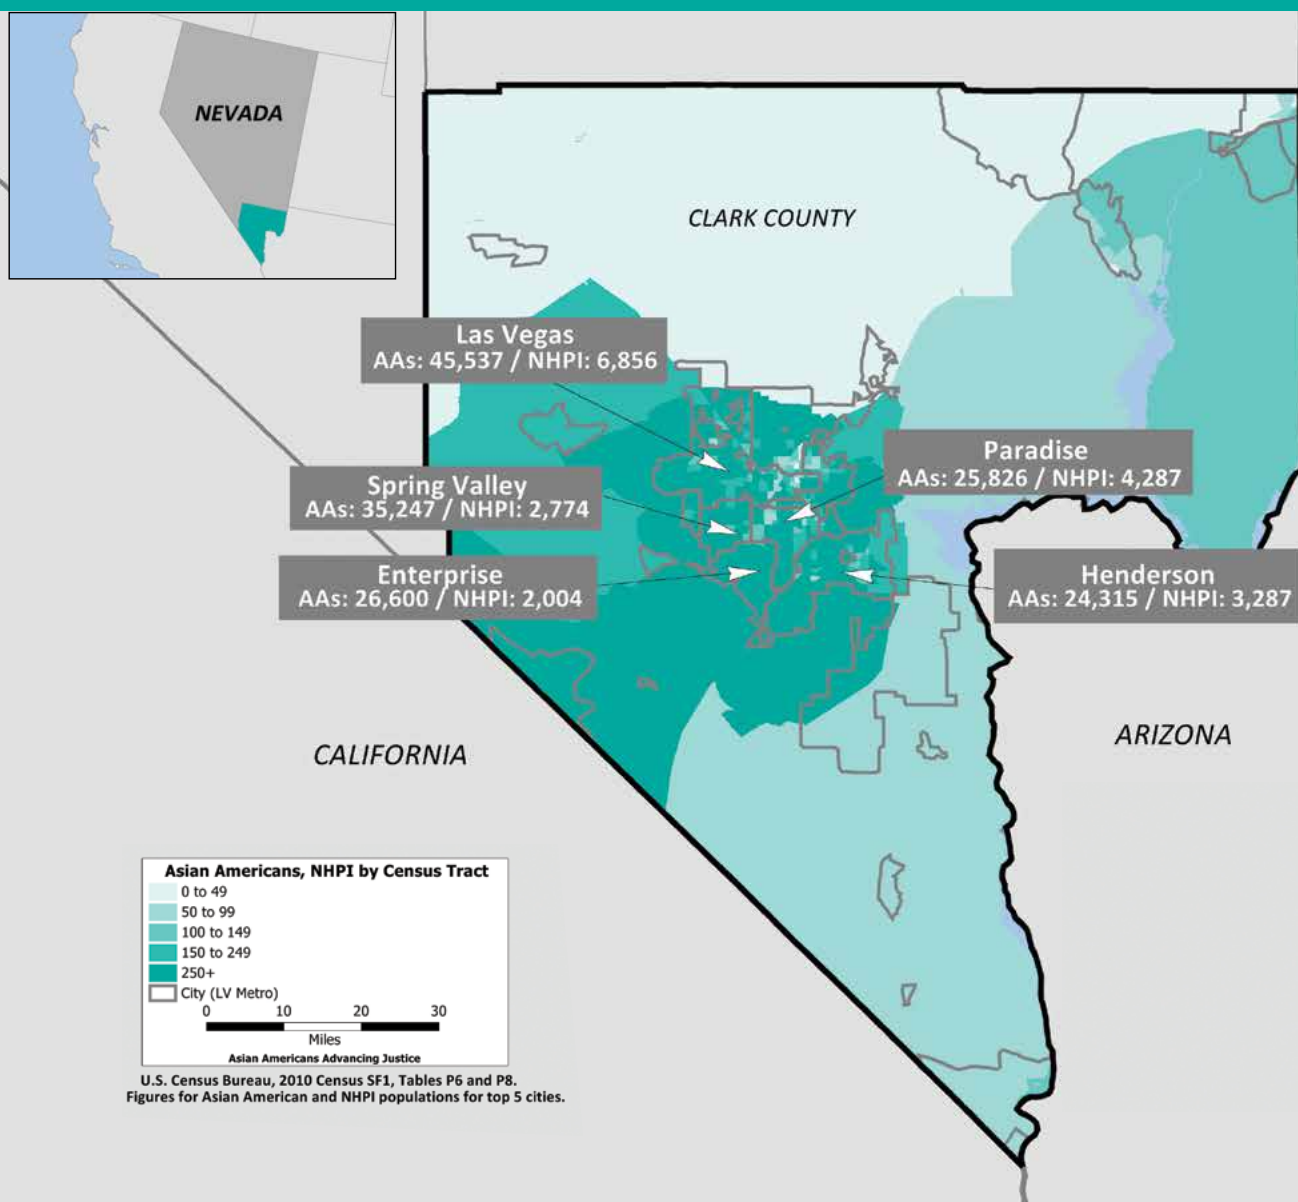 NEVADA
CLARK COUNTY
Las Vegas
AAs: 45,537 / NHPI: 6,856
Paradise
AAs: 25,826 / NHPI: 4,287
Spring Valley
AAs: 35,247 / NHPI: 2,774
Enterprise
AAs: 26,600 / NHPI: 2,004
Henderson
AAs: 24,315 / NHPI: 3,287
CALIFORNIA
ARIZONA
Asian Americans, NHPI by Census Tract
0 to 49
50 to 99
100 to 149
150 to 249
250+
City (LV Metro)
0 10 20 30
Miles
Asian Americans Advancing Justice
U.S. Census Bureau, 2010 Census SF1, Tables P6 and P8.
Figures for Asian American and NHPI populations for top 5 cities.